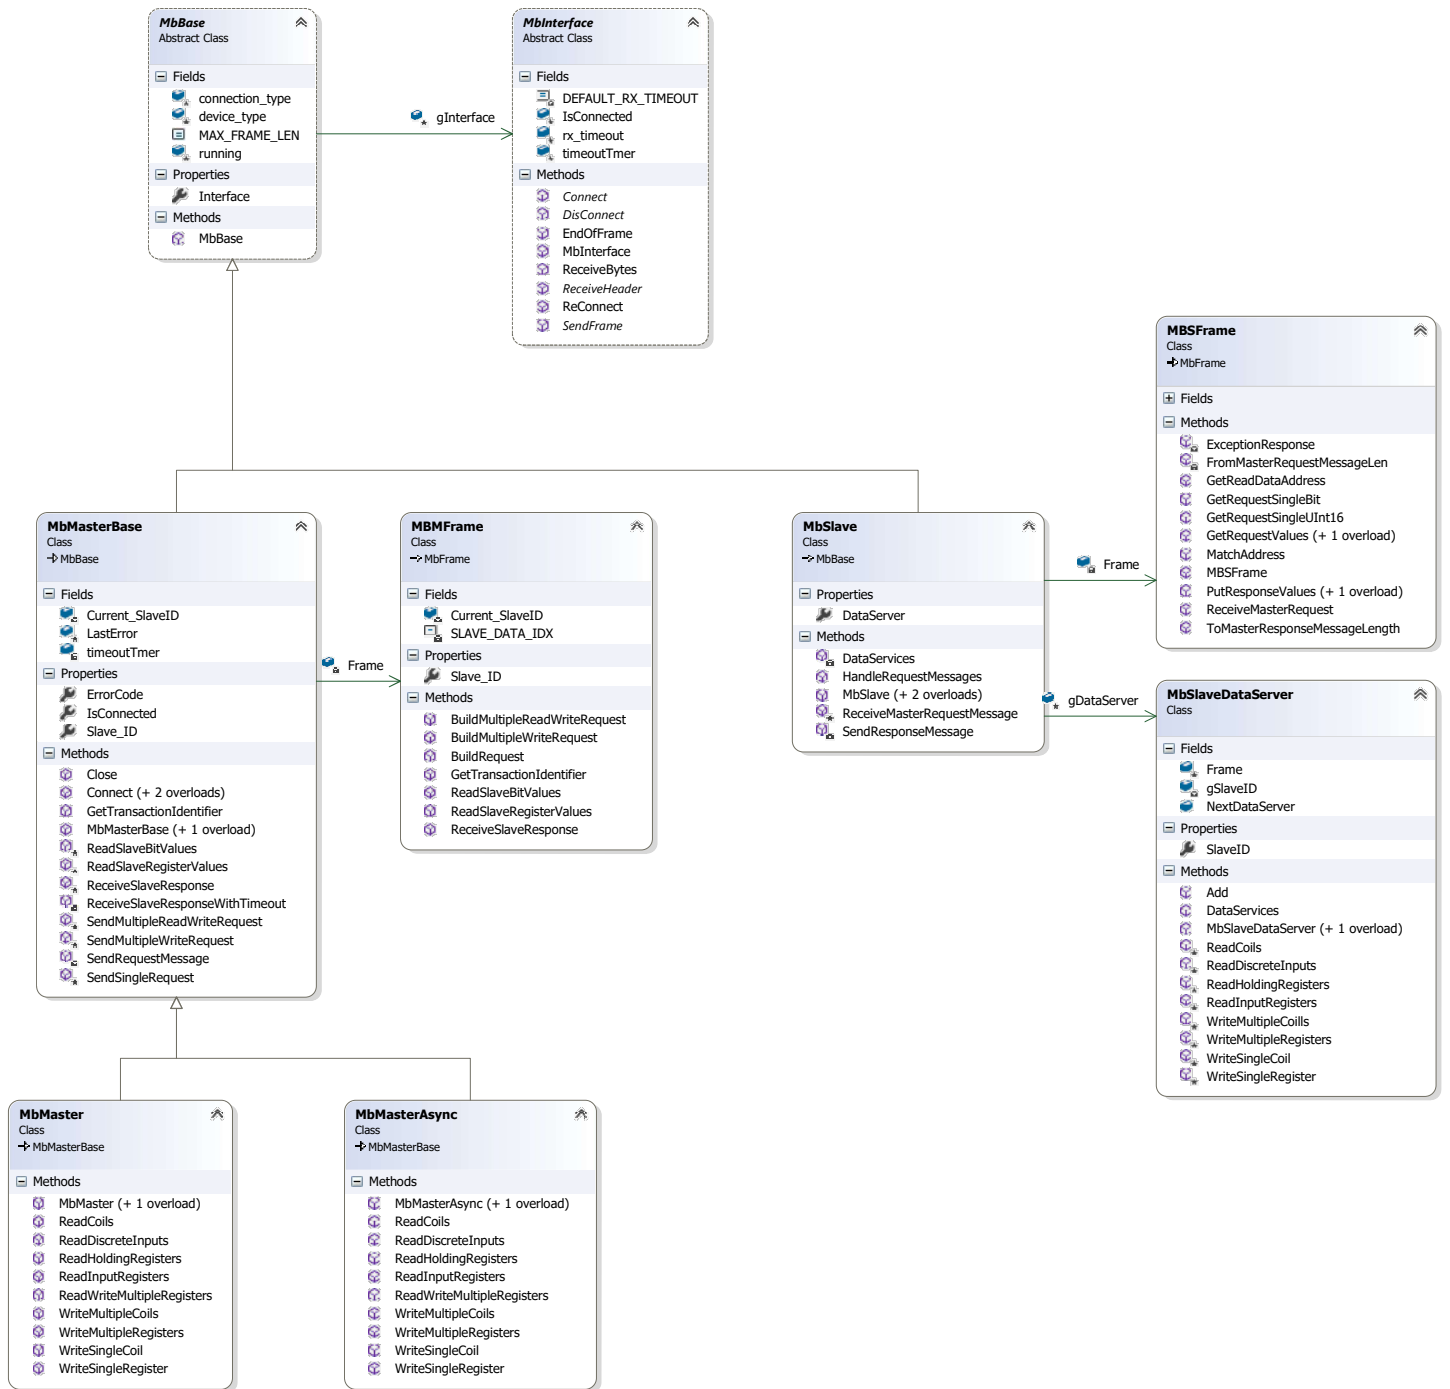 MbBase
Abstract Class
Fields
connection_type
device_type
MAX_FRAME_LEN
running
Properties
Interface
Methods
MbBase
gInterface
MbInterface
Abstract Class
Fields
DEFAULT_RX_TIMEOUT
IsConnected
rx_timeout
timeoutTmer
Methods
Connect
DisConnect
EndOfFrame
MbInterface
ReceiveBytes
ReceiveHeader
ReConnect
SendFrame
MBSFrame
Class
MbFrame
Fields
Methods
ExceptionResponse
FromMasterRequestMessageLen
GetReadDataAddress
GetRequestSingleBit
GetRequestSingleUInt16
GetRequestValues (+ 1 overload)
MatchAddress
MBSFrame
PutResponseValues (+ 1 overload)
ReceiveMasterRequest
ToMasterResponseMessageLength
MbMasterBase
Class
MbBase
Fields
Current_SlaveID
LastError
timeoutTmer
Properties
ErrorCode
IsConnected
Slave_ID
Methods
Close
Connect (+ 2 overloads)
GetTransactionIdentifier
MbMasterBase (+ 1 overload)
ReadSlaveBitValues
ReadSlaveRegisterValues
ReceiveSlaveResponse
ReceiveSlaveResponseWithTimeout
SendMultipleReadWriteRequest
SendMultipleWriteRequest
SendRequestMessage
SendSingleRequest
Frame
MBMFrame
Class
MbFrame
Fields
Current_SlaveID
SLAVE_DATA_IDX
Properties
Slave_ID
Methods
BuildMultipleReadWriteRequest
BuildMultipleWriteRequest
BuildRequest
GetTransactionIdentifier
ReadSlaveBitValues
ReadSlaveRegisterValues
ReceiveSlaveResponse
MbSlave
Class
MbBase
Properties
DataServer
Methods
DataServices
HandleRequestMessages
MbSlave (+ 2 overloads)
ReceiveMasterRequestMessage
SendResponseMessage
Frame
gDataServer
MbSlaveDataServer
Class
Fields
Frame
gSlaveID
NextDataServer
Properties
SlaveID
Methods
Add
DataServices
MbSlaveDataServer (+ 1 overload)
ReadCoils
ReadDiscreteInputs
ReadHoldingRegisters
ReadInputRegisters
WriteMultipleCoills
WriteMultipleRegisters
WriteSingleCoil
WriteSingleRegister
MbMaster
Class
MbMasterBase
Methods
MbMaster (+ 1 overload)
ReadCoils
ReadDiscreteInputs
ReadHoldingRegisters
ReadInputRegisters
ReadWriteMultipleRegisters
WriteMultipleCoils
WriteMultipleRegisters
WriteSingleCoil
WriteSingleRegister
MbMasterAsync
Class
MbMasterBase
Methods
MbMasterAsync (+ 1 overload)
ReadCoils
ReadDiscreteInputs
ReadHoldingRegisters
ReadInputRegisters
ReadWriteMultipleRegisters
WriteMultipleCoils
WriteMultipleRegisters
WriteSingleCoil
WriteSingleRegister